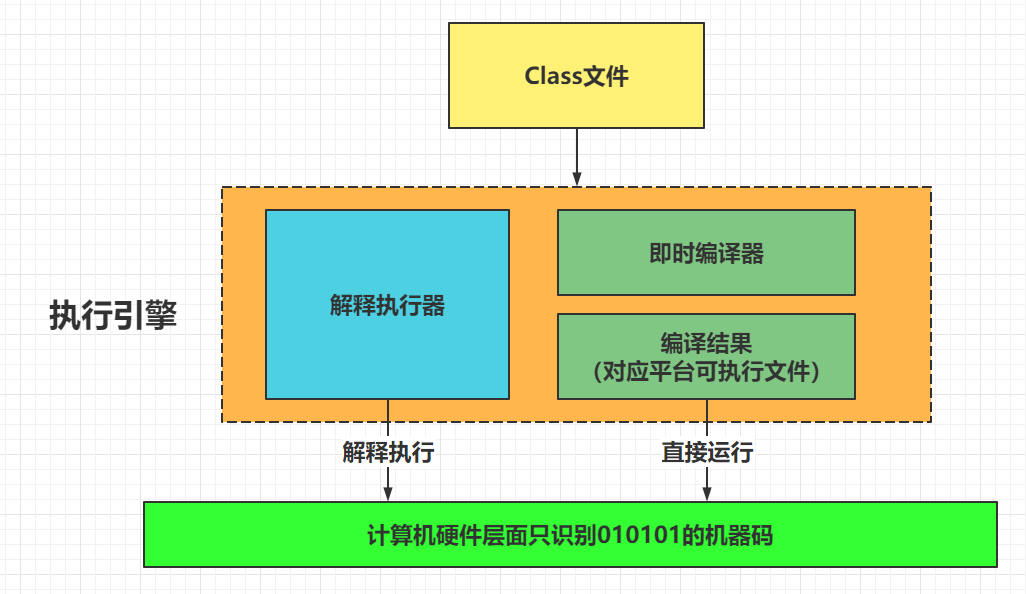 Class文件
执行引擎
解释执行器
即时编译器
编译结果
（对应平台可执行文件）
解释执行
直接运行
计算机硬件层面只识别010101的机器码